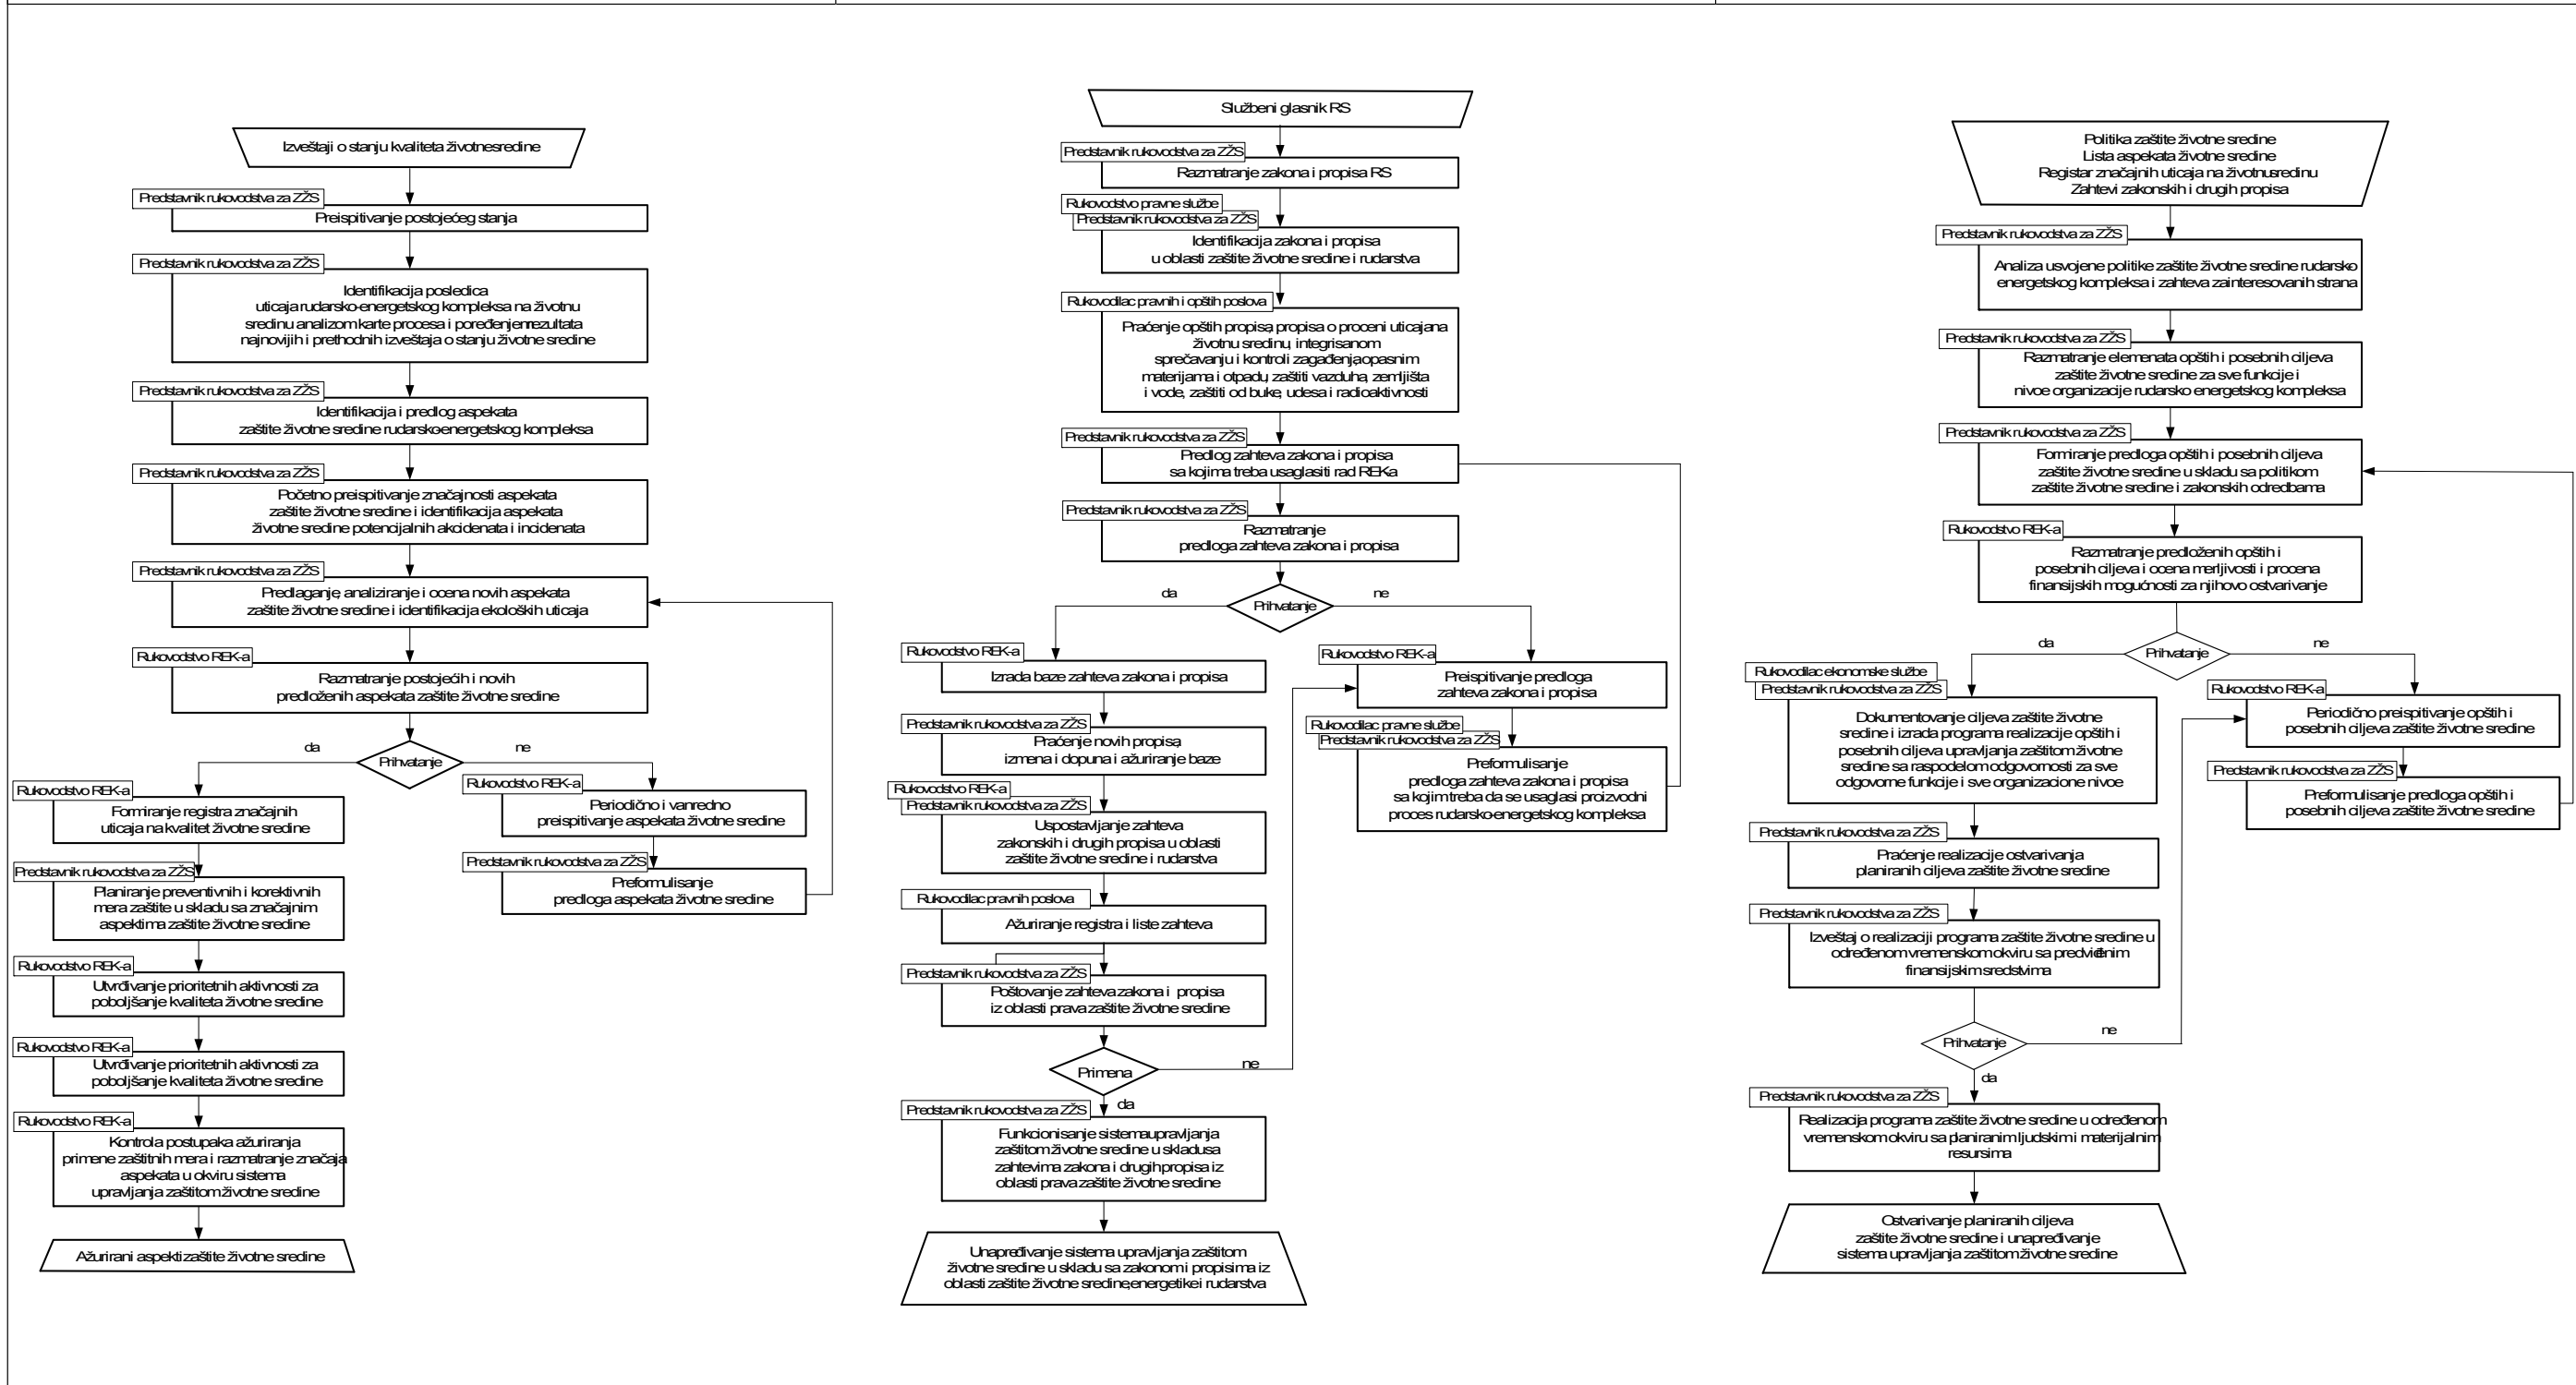 Izveštaji o stanju kvaliteta životnesredine
Predstavnik rukovodstva za ZŽS
Preispitivanje postojećeg stanja
Predstavnik rukovodstva za ZŽS
Identifikacija posledica
uticaja rudarsko-energetskog kompleksa na životnu
sredinu analizom karte procesa i poređenjem rezultata
najnovijih i prethodnih izveštaja o stanju životne sredine
Predstavnik rukovodstva za ZŽS
Identifikacija i predlog aspekata
zaštite životne sredine rudarsko-energetskog kompleksa
Predstavnik rukovodstva za ZŽS
Početno preispitivanje značajnosti aspekata
zaštite životne sredine i identifikacija aspekata
životne sredine potencijalnih akcidenata i incidenata
Predstavnik rukovodstva za ZŽS
Predlaganje, analiziranje i ocena novih aspekata
zaštite životne sredine i identifikacija ekoloških uticaja
Rukovodstvo REK-a
Razmatranje postojećih i novih
predloženih aspekata zaštite životne sredine
da
ne
Prihvatanje
Rukovodstvo REK-a
Formiranje registra značajnih
uticaja na kvalitet životne sredine
Predstavnik rukovodstva za ZŽS
Planiranje preventivnih i korektivnih
mera zaštite u skladu sa značajnim
aspektima zaštite životne sredine
Rukovodstvo REK-a
Utvrđivanje prioritetnih aktivnosti za
poboljšanje kvaliteta životne sredine
Rukovodstvo REK-a
Utvrđivanje prioritetnih aktivnosti za
poboljšanje kvaliteta životne sredine
Rukovodstvo REK-a
Kontrola postupaka ažuriranja
primene zaštitnih mera i razmatranje značaja
aspekata u okviru sistema
upravljanja zaštitom životne sredine
Ažurirani aspekti zaštite životne sredine
Rukovodstvo REK-a
Periodično i vanredno
preispitivanje aspekata životne sredine
Predstavnik rukovodstva za ZŽS
Preformulisanje
predloga aspekata životne sredine
Službeni glasnik RS
Predstavnik rukovodstva za ZŽS
Razmatranje zakona i propisa RS
Rukovodstvo pravne službe
Predstavnik rukovodstva za ZŽS
Identifikacija zakona i propisa
u oblasti zaštite životne sredine i rudarstva
Rukovodilac pravnih i opštih poslova
Praćenje opštih propisa, propisa o proceni uticajana
životnu sredinu, integrisanom
sprečavanju i kontroli zagađenja, opasnim
materijama i otpadu, zaštiti vazduha, zemljišta
i vode, zaštiti od buke, udesa i radioaktivnosti
Predstavnik rukovodstva za ZŽS
Predlog zahteva zakona i propisa
sa kojima treba usaglasiti rad REK-a
Predstavnik rukovodstva za ZŽS
Razmatranje
predloga zahteva zakona i propisa
da
ne
Prihvatanje
Rukovodstvo REK-a
Izrada baze zahteva zakona i propisa
Predstavnik rukovodstva za ZŽS
Praćenje novih propisa,
izmena i dopuna i ažuriranje baze
Rukovodstvo REK-a
Predstavnik rukovodstva za ZŽS
Uspostavljanje zahteva
zakonskih i drugih propisa u oblasti
zaštite životne sredine i rudarstva
Rukovodilac pravnih poslova
Ažuriranje registra i liste zahteva
Predstavnik rukovodstva za ZŽS
Poštovanje zahteva zakona i propisa
iz oblasti prava zaštite životne sredine
Primena
ne
da
Predstavnik rukovodstva za ZŽS
Funkcionisanje sistema upravljanja
zaštitom životne sredine u skladusa
zahtevima zakona i drugih propisa iz
oblasti prava zaštite životne sredine
Unapređivanje sistema upravljanja zaštitom
životne sredine u skladu sa zakonom i propisima iz
oblasti zaštite životne sredine, energetike i rudarstva
Rukovodstvo REK-a
Preispitivanje predloga
zahteva zakona i propisa
Rukovodilac pravne službe
Predstavnik rukovodstva za ZŽS
Preformulisanje
predloga zahteva zakona i propisa
sa kojim treba da se usaglasi proizvodni
proces rudarsko-energetskog kompleksa
Politika zaštite životne sredine
Lista aspekata životne sredine
Registar značajnih uticaja na životnusredinu
Zahtevi zakonskih i drugih propisa
Predstavnik rukovodstva za ZŽS
Analiza usvojene politike zaštite životne sredine rudarsko
energetskog kompleksa i zahteva zainteresovanih strana
Predstavnik rukovodstva za ZŽS
Razmatranje elemenata opštih i posebnih ciljeva
zaštite životne sredine za sve funkcije i
nivoe organizacije rudarsko energetskog kompleksa
Predstavnik rukovodstva za ZŽS
Formiranje predloga opštih i posebnih ciljeva
zaštite životne sredine u skladu sa politikom
zaštite životne sredine i zakonskih odredbama
Rukovodstvo REK-a
Razmatranje predloženih opštih i
posebnih ciljeva i ocena merljivosti i procena
finansijskih mogućnosti za njihovo ostvarivanje
da
ne
Prihvatanje
Rukovodilac ekonomske službe
Predstavnik rukovodstva za ZŽS
Dokumentovanje ciljeva zaštite životne
sredine i izrada programa realizacije opštih i
posebnih ciljeva upravljanja zaštitom životne
sredine sa raspodelom odgovornosti za sve
odgovorne funkcije i sve organizacione nivoe
Predstavnik rukovodstva za ZŽS
Praćenje realizacije ostvarivanja
planiranih ciljeva zaštite životne sredine
Predstavnik rukovodstva za ZŽS
Izveštaj o realizaciji programa zaštite životne sredine u
određenom vremenskom okviru sa predviđenim
finansijskim sredstvima
Prihvatanje
ne
da
Predstavnik rukovodstva za ZŽS
Realizacija programa zaštite životne sredine u određenom
vremenskom okviru sa planiranim ljudskim i materijalnim
resursima
Ostvarivanje planiranih ciljeva
zaštite životne sredine i unapređivanje
sistema upravljanja zaštitom životne sredine
Rukovodstvo REK-a
Periodično preispitivanje opštih i
posebnih ciljeva zaštite životne sredine
Predstavnik rukovodstva za ZŽS
Preformulisanje predloga opštih i
posebnih ciljeva zaštite životne sredine